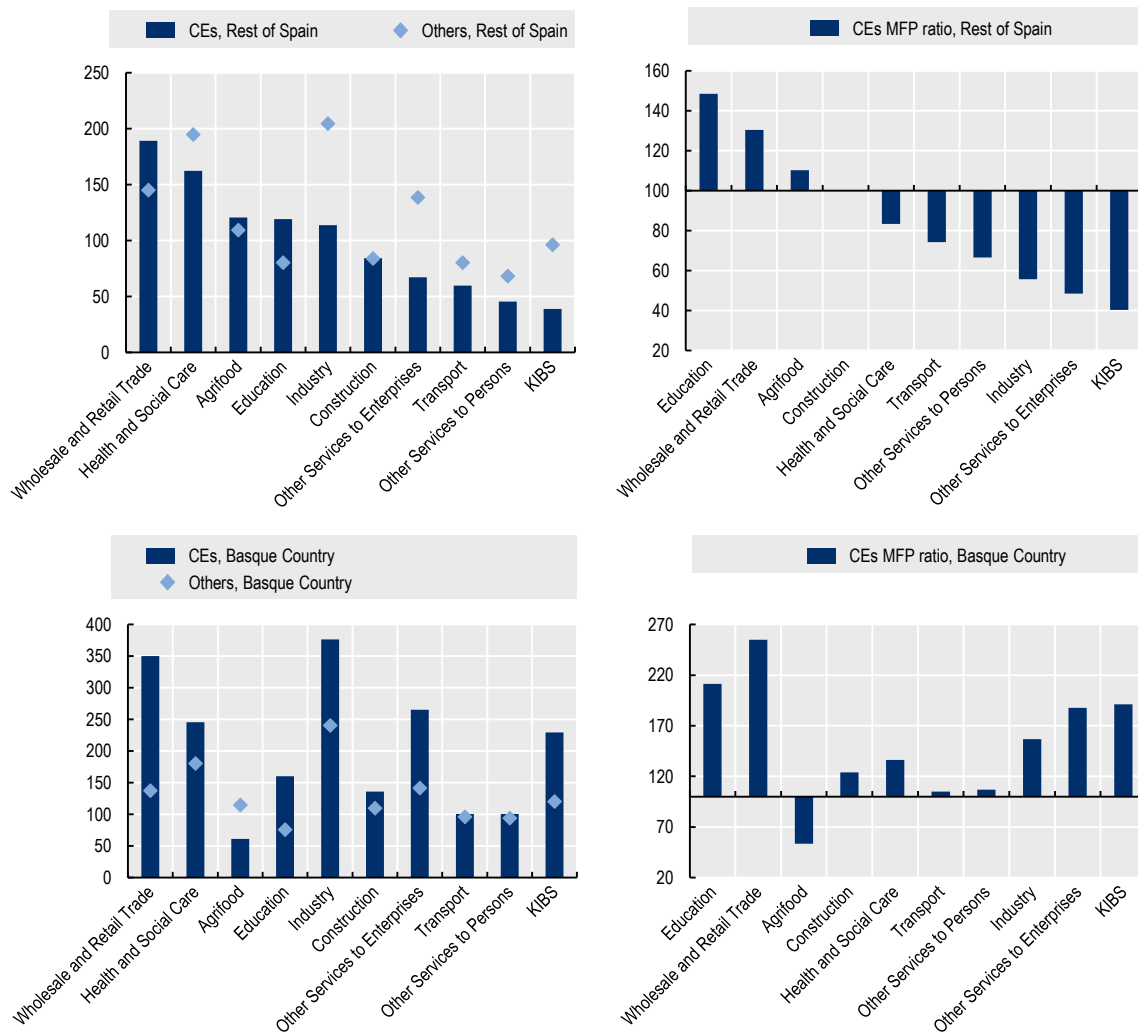 CEs, Rest of Spain
Others, Rest of Spain
250
200
150
100
50
0
Wholesale and Retail Trade
Health and Social Care
Agrifood
Education
Industry
Construction
Other Services to Enterprises
Transport
Other Services to Persons
KIBS
CEs MFP ratio, Rest of Spain
160
140
120
100
80
60
40
20
Education
Wholesale and Retail Trade
Agrifood
Construction
Health and Social Care
Transport
Other Services to Persons
Industry
Other Services to Enterprises
KIBS
CEs, Basque Country
Others, Basque Country
400
350
300
250
200
150
100
50
0
Wholesale and Retail Trade
Health and Social Care
Agrifood
Education
Industry
Construction
Other Services to Enterprises
Transport
Other Services to Persons
KIBS
CEs MFP ratio, Basque Country
270
220
170
120
70
20
Education
Wholesale and Retail Trade
Agrifood
Construction
Health and Social Care
Transport
Other Services to Persons
Industry
Other Services to Enterprises
KIBS